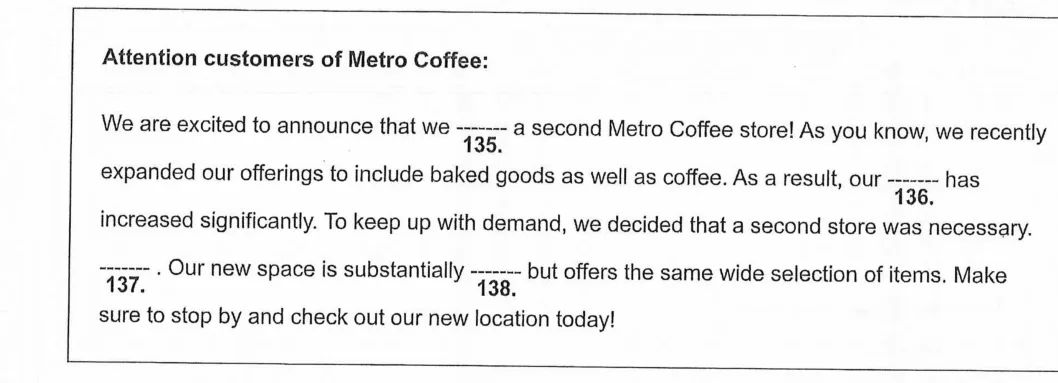 Attention customers of Metro Coffee:
We are excited to announce that we ------- a second Metro Coffee store! As you know, we recently
135.
expanded our offerings to include baked goods as well as coffee. As a result, our ------- has
136.
increased significantly. To keep up with demand, we decided that a second store was necessary.
------- . Our new space is substantially ------- but offers the same wide selection of items. Make
137. 138.
sure to stop by and check out our new location today!